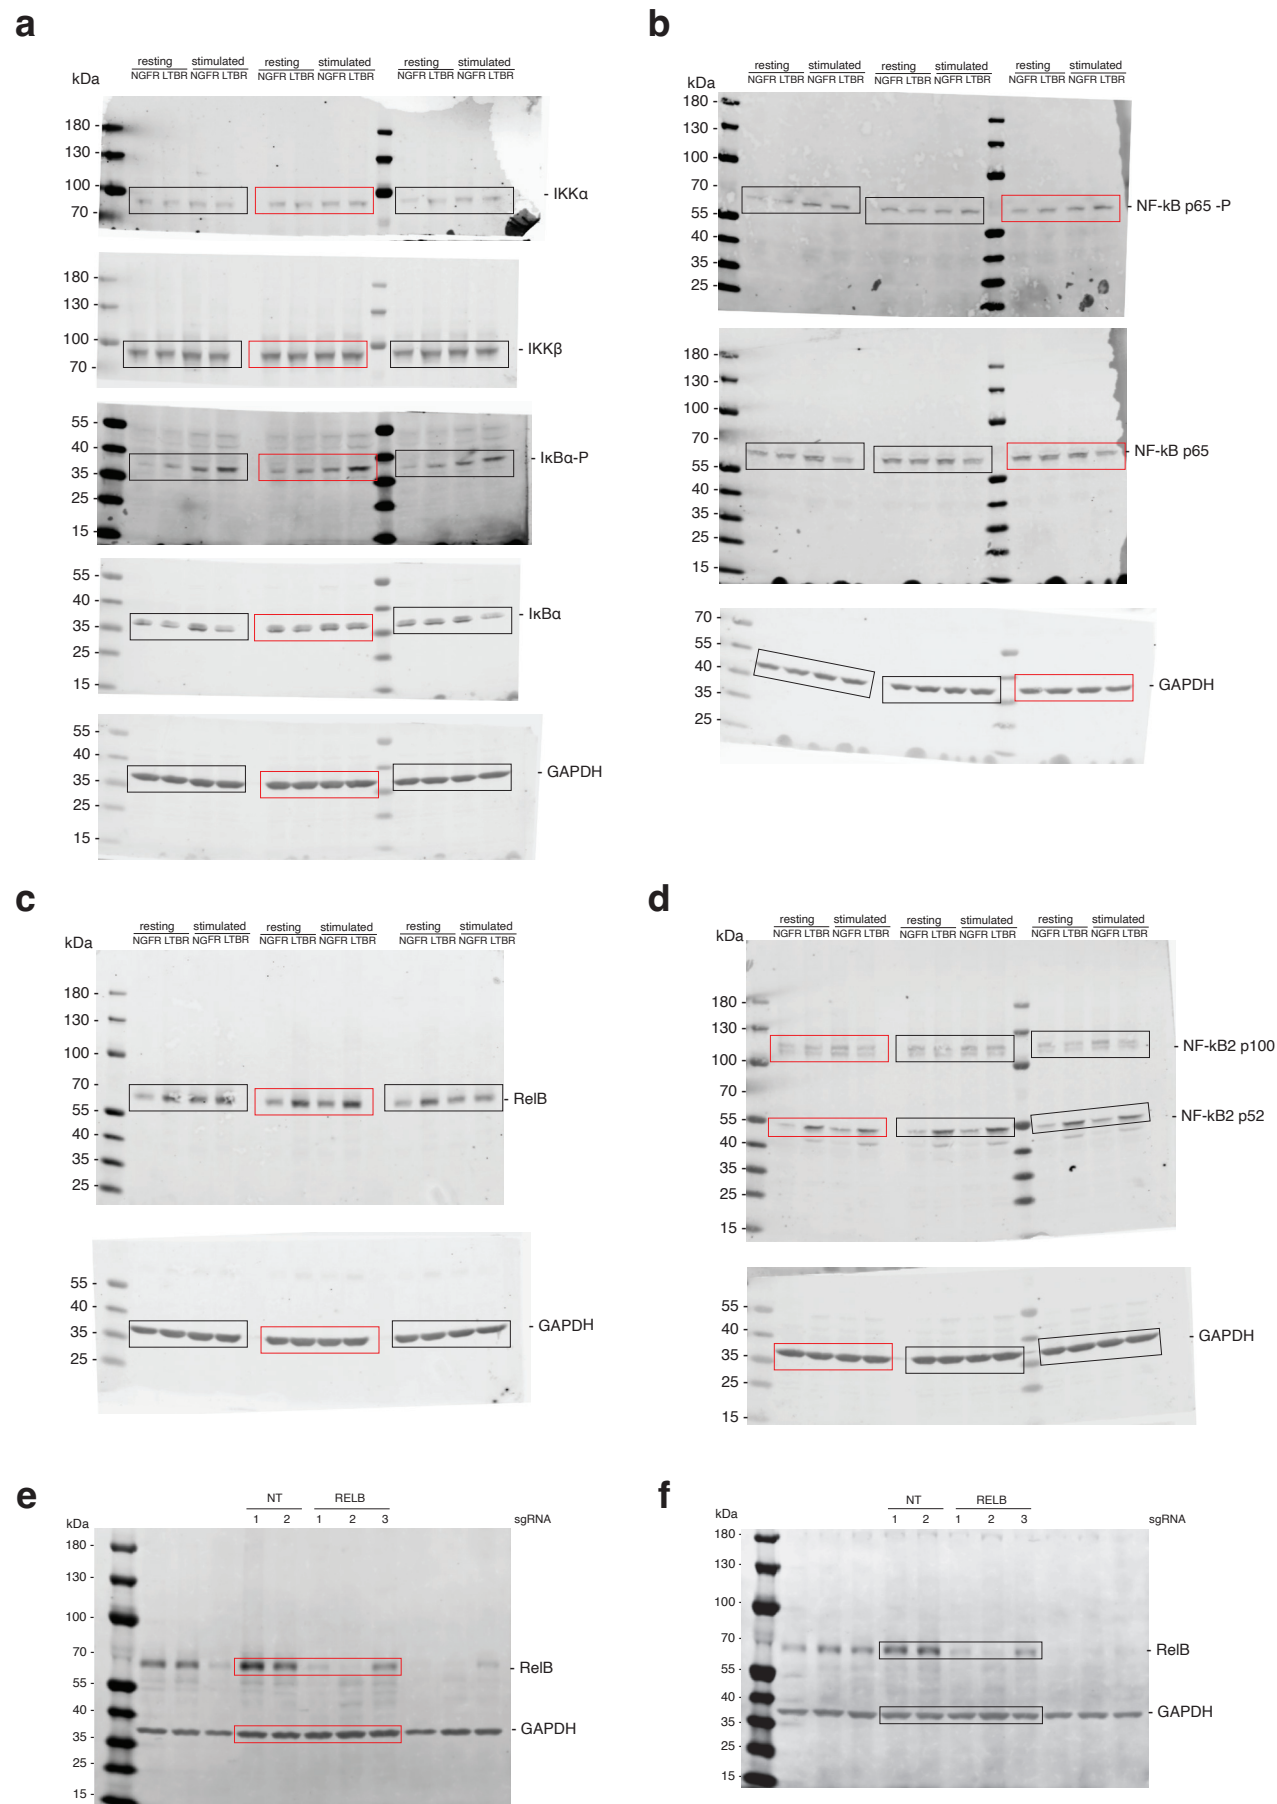 a
resting stimulated resting stimulated resting stimulated
kDa NGFR LTBR NGFR LTBR NGFR LTBR NGFR LTBR NGFR LTBR NGFR LTBR
180 -
130 -
100 -
70 -
- IKKα
180 -
130 -
100 -
70 -
- IKKβ
55 -
40 -
35 -
25 -
15 -
- IκBα-P
55 -
40 -
35 -
25 -
15 -
- IκBα
55 -
40 -
35 -
25 -
15 -
- GAPDH
b
resting stimulated resting stimulated resting stimulated
kDa NGFR LTBR NGFR LTBR NGFR LTBR NGFR LTBR NGFR LTBR NGFR LTBR
180 -
130 -
100 -
70 -
55 -
40 -
35 -
25 -
- NF-kB p65 -P
180 -
130 -
100 -
70 -
55 -
40 -
35 -
25 -
15 -
- NF-kB p65
70 -
55 -
40 -
35 -
25 -
- GAPDH
c
resting stimulated resting stimulated resting stimulated
kDa NGFR LTBR NGFR LTBR NGFR LTBR NGFR LTBR NGFR LTBR NGFR LTBR
180 -
130 -
100 -
70 -
55 -
40 -
35 -
25 -
- RelB
55 -
40 -
35 -
25 -
- GAPDH
d
resting stimulated resting stimulated resting stimulated
kDa NGFR LTBR NGFR LTBR NGFR LTBR NGFR LTBR NGFR LTBR NGFR LTBR
180 -
130 -
100 -
70 -
55 -
40 -
35 -
25 -
15 -
- NF-kB2 p100
- NF-kB2 p52
55 -
40 -
35 -
25 -
15 -
- GAPDH
e
NT RELB
kDa 1 2 1 2 3 sgRNA
180 -
130 -
100 -
70 -
55 -
40 -
35 -
25 -
15 -
- RelB
- GAPDH
f
NT RELB
kDa 1 2 1 2 3 sgRNA
180 -
130 -
100 -
70 -
55 -
40 -
35 -
25 -
15 -
- RelB
- GAPDH